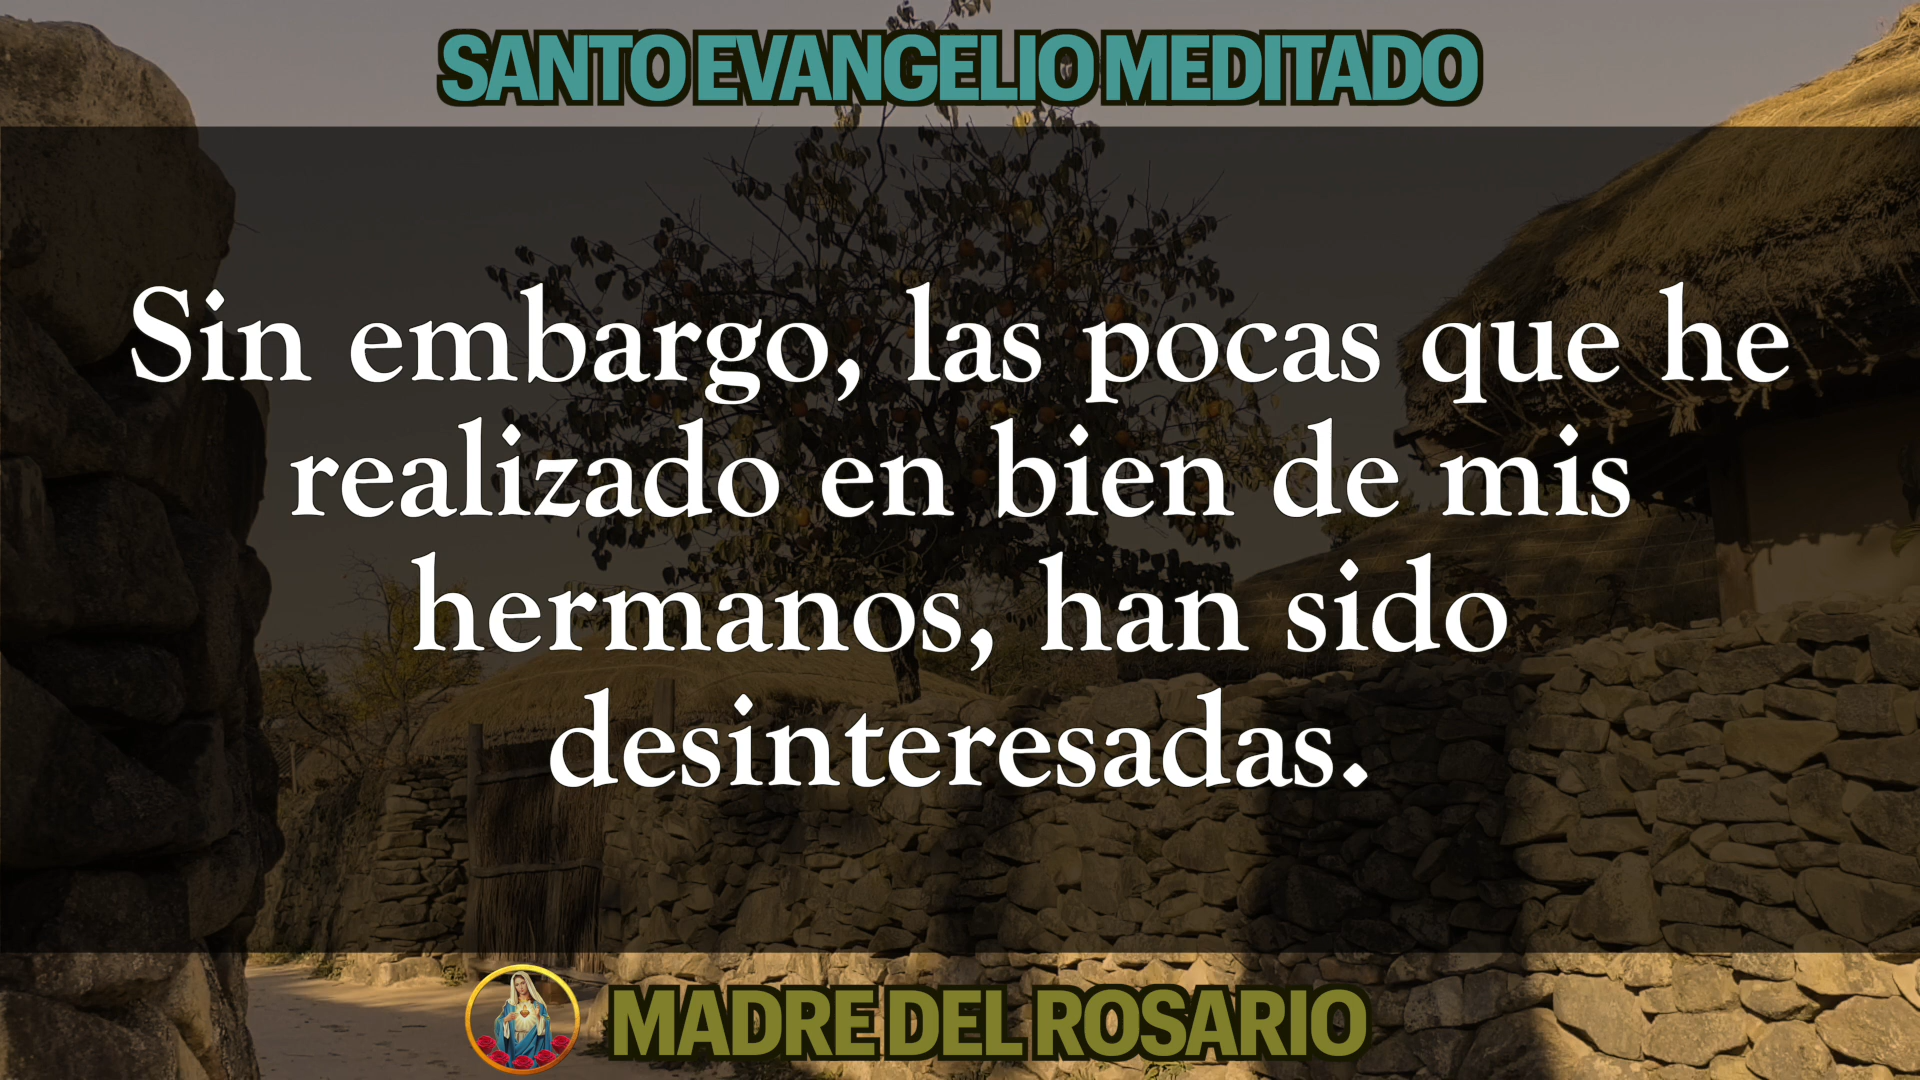 SANTO EVANGELIO MEDITADO
Sin embargo, las pocas que he
realizado en bien de mis
hermanos, han sido
desinteresadas.
MADRE DEL ROSARIO